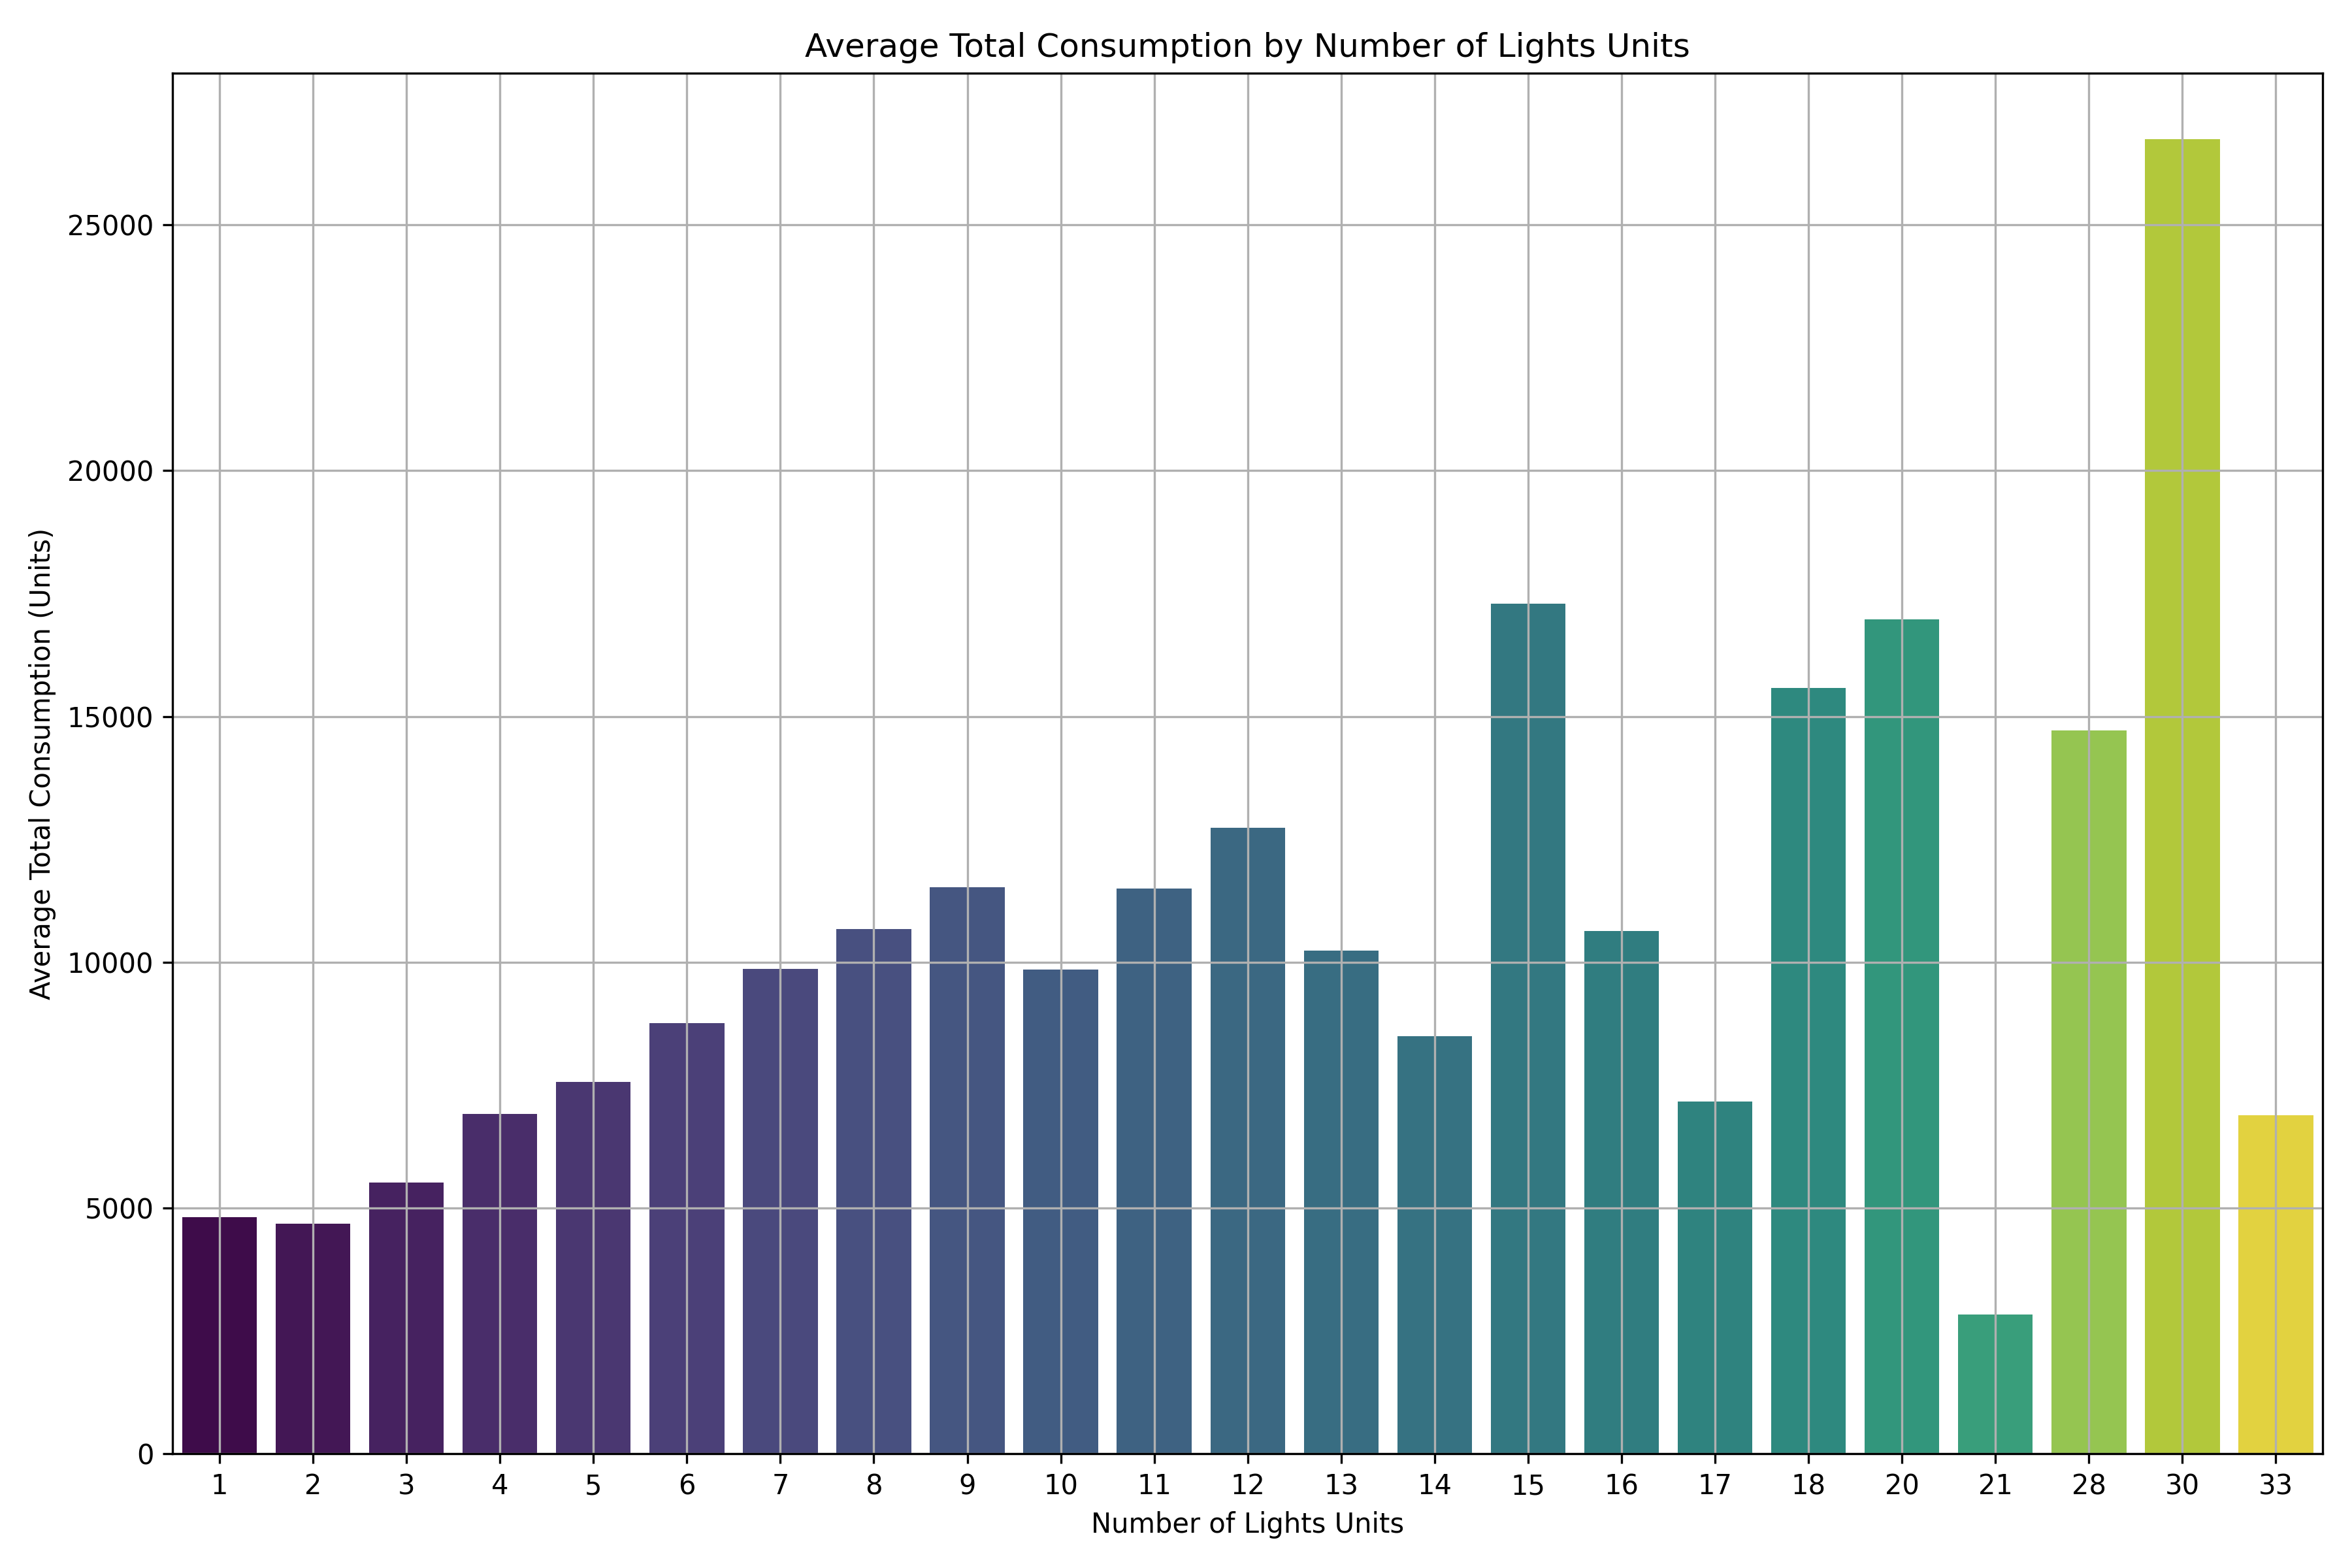 Average Total Consumption by Number of Lights Units
Average Total Consumption (Units)
25000
20000
15000
10000
5000
0
1 2 3 4 5 6 7 8 9 10 11 12 13 14 15 16 17 18 20 21 28 30 33
Number of Lights Units